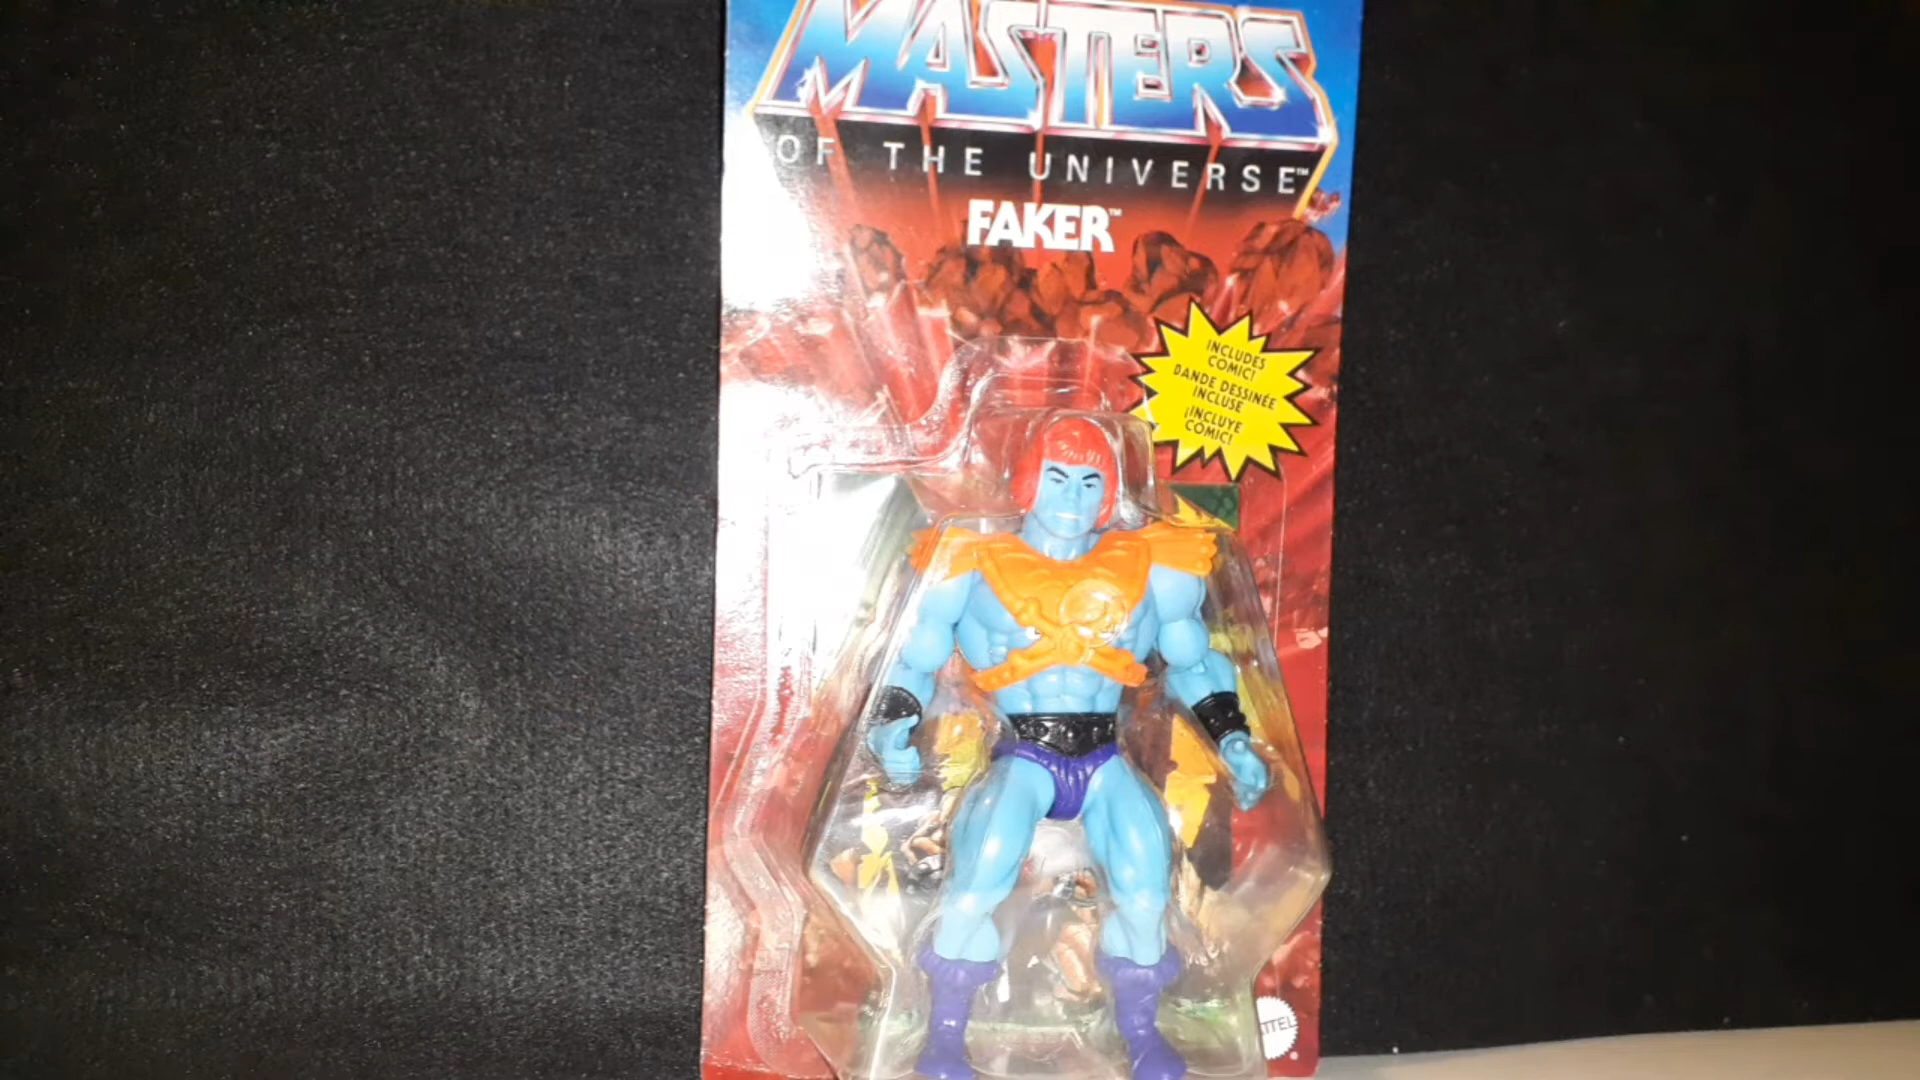 MASTERS
OF THE UNIVERSE™
FAKER™
INCLUDES
COMIC!
BANDE DESSINÉE
INCLUSE
¡INCLUYE
COMIC!